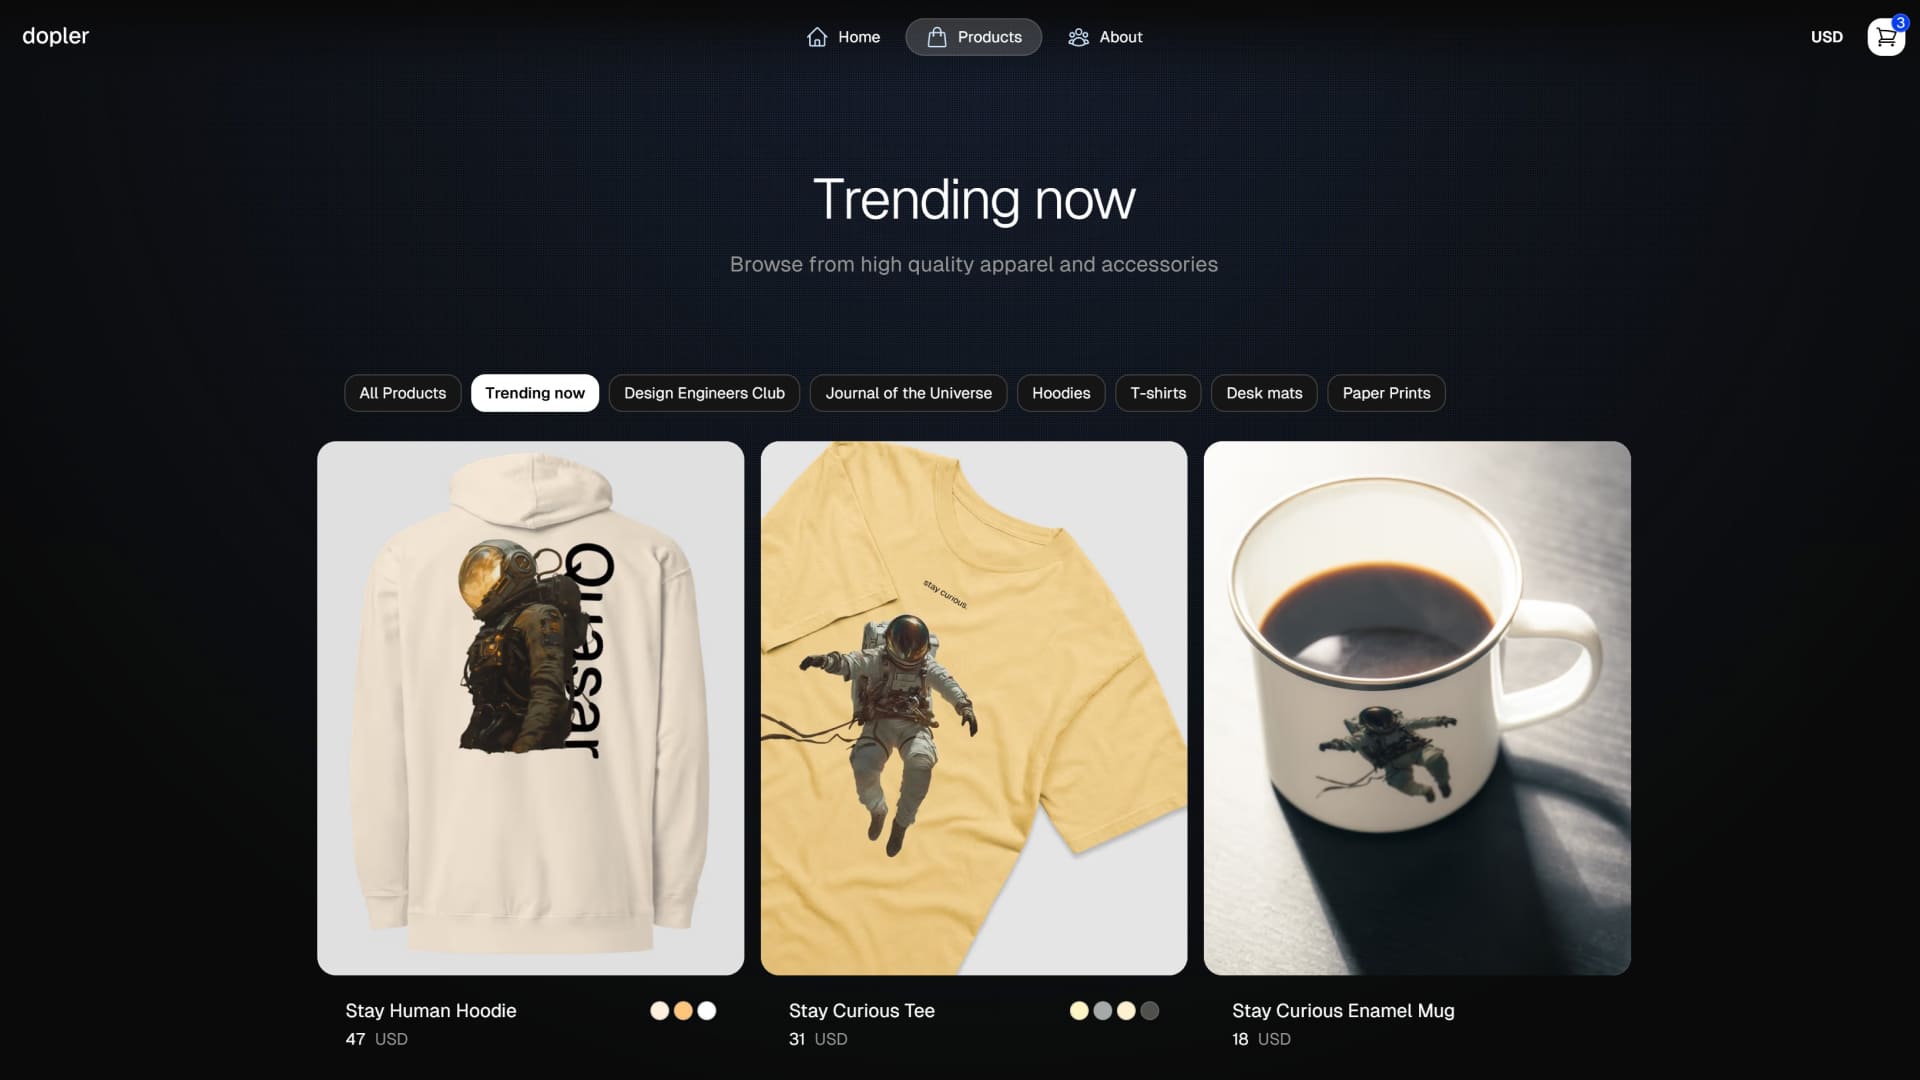 dopler
Home
Products
About
USD
3
Trending now
Browse from high quality apparel and accessories
All Products
Trending now
Design Engineers Club
Journal of the Universe
Hoodies
T-shirts
Desk mats
Paper Prints
Quasar
stay curious.
Stay Human Hoodie
47 USD
Stay Curious Tee
31 USD
Stay Curious Enamel Mug
18 USD